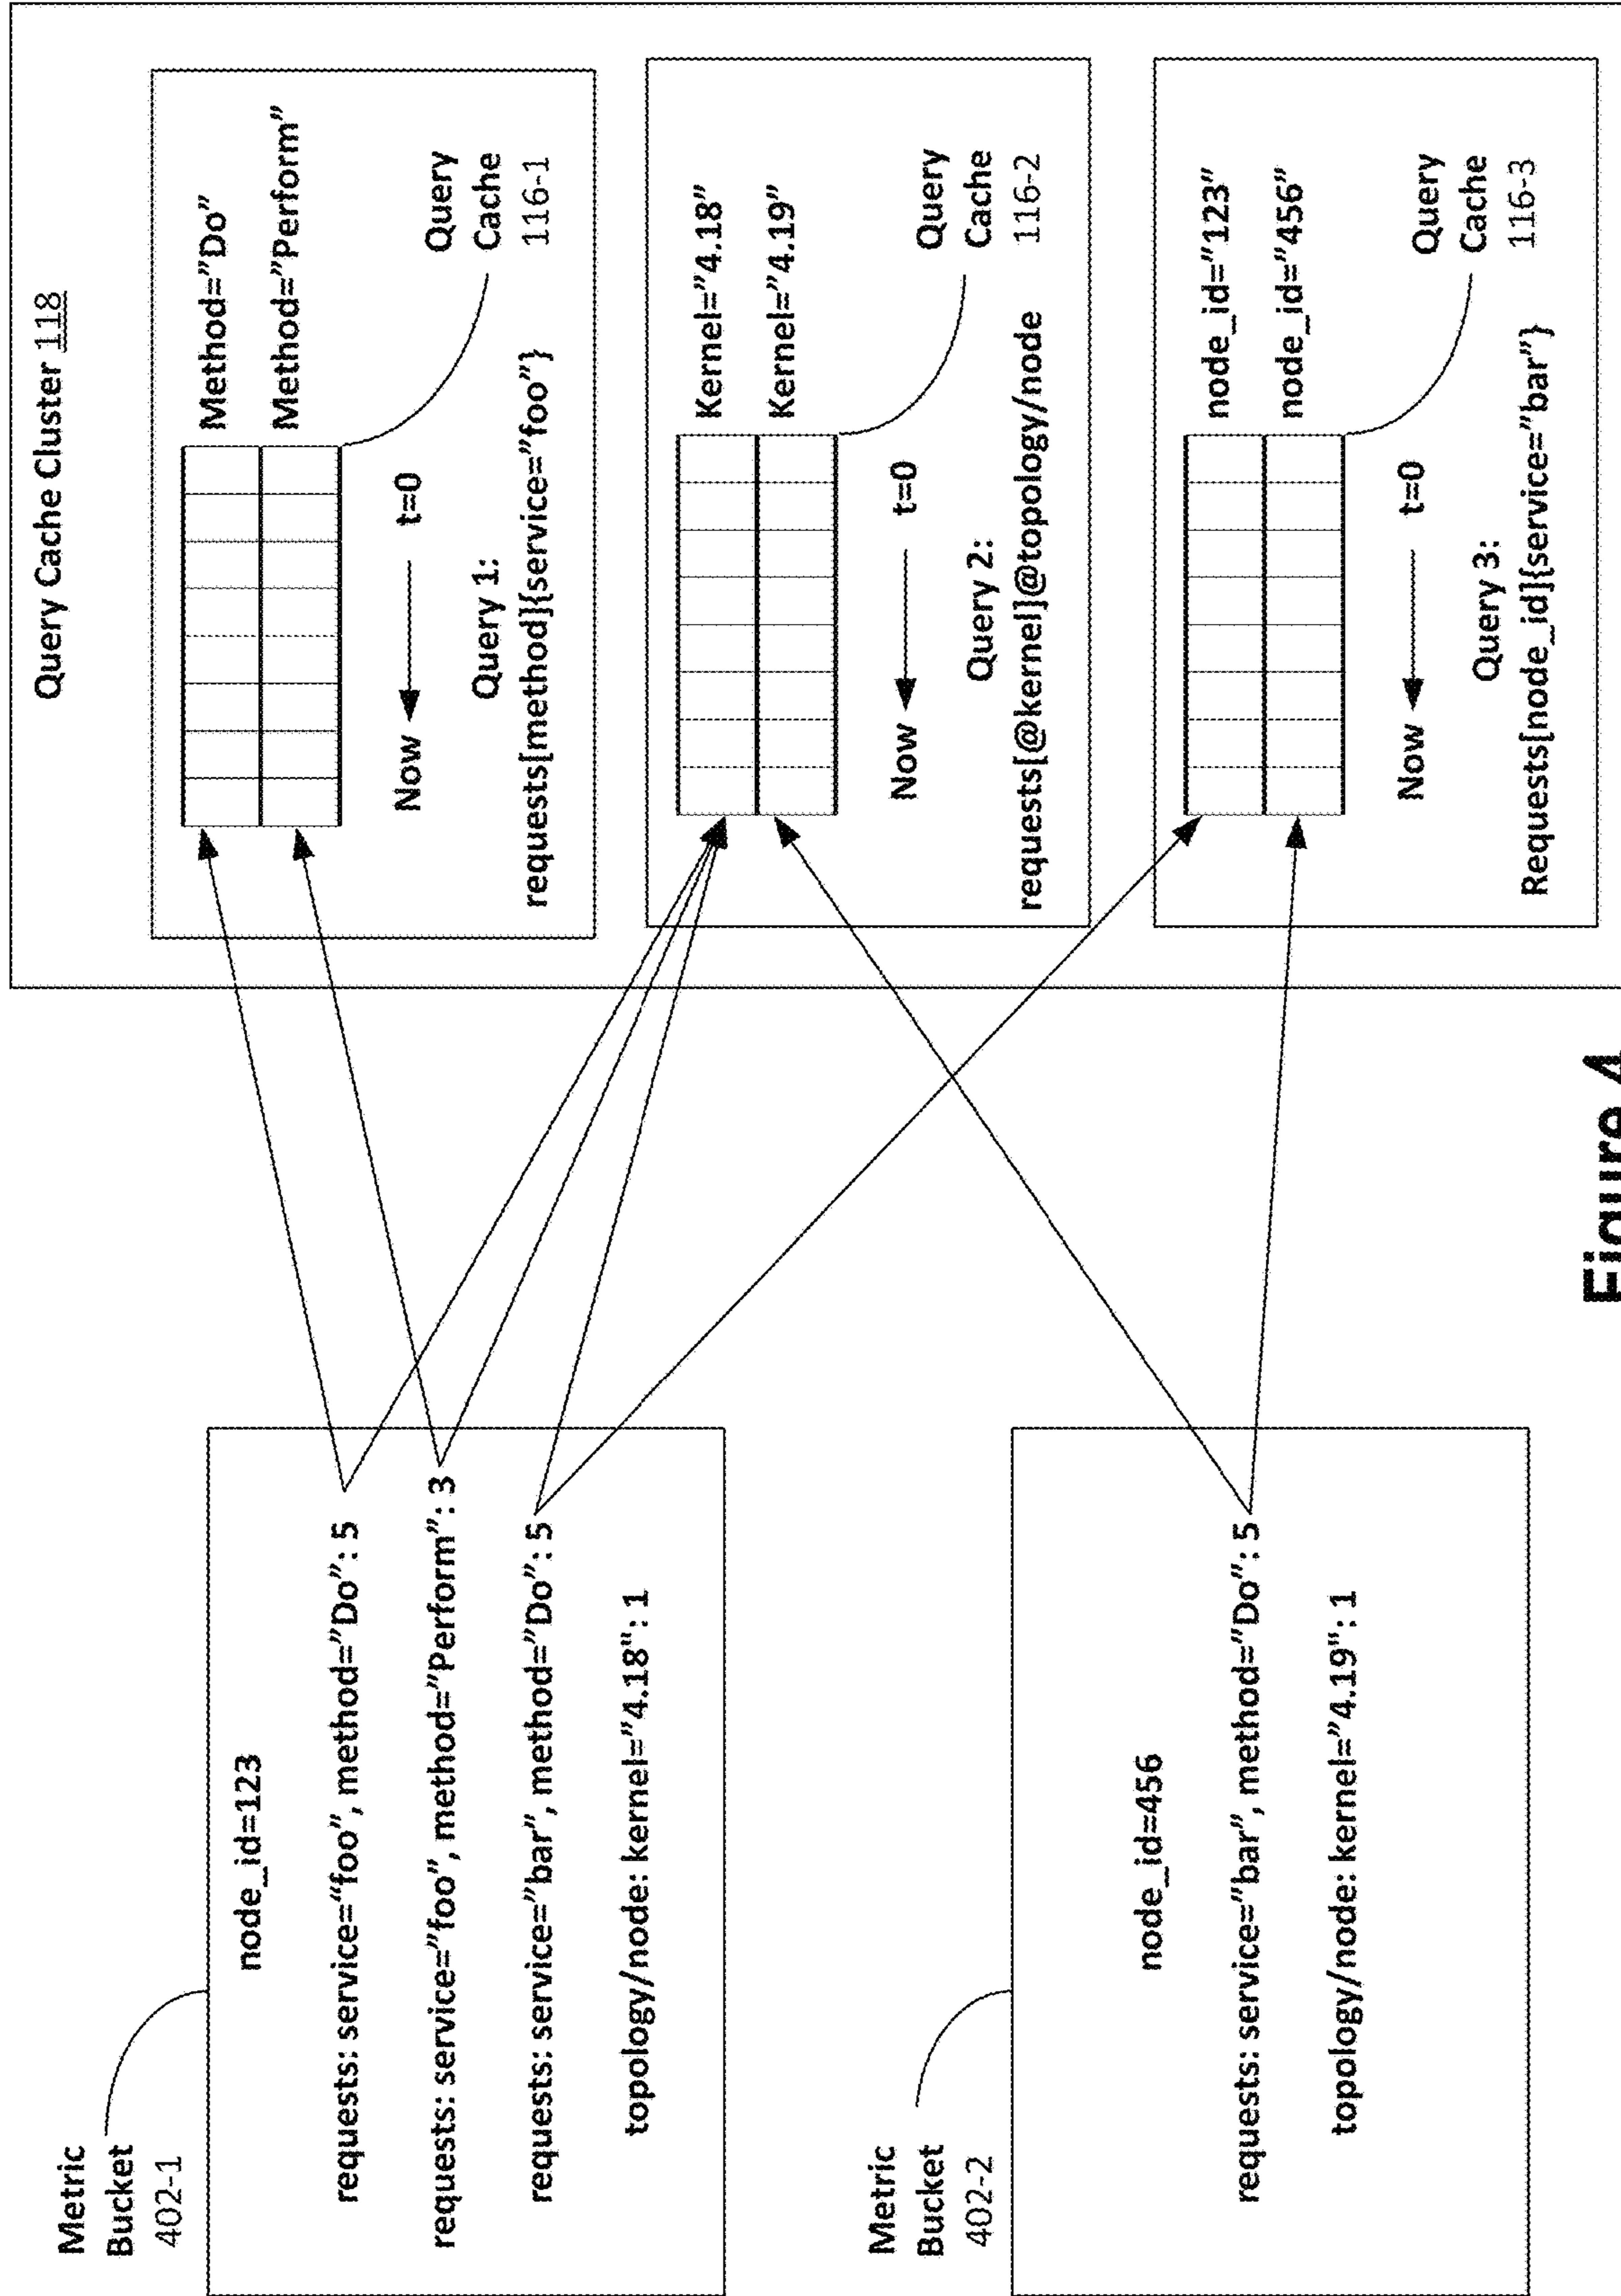 Metric
Bucket
402-1
node_id=123
requests: service="foo", method="Do": 5
requests: service="foo", method="Perform": 3
requests: service="bar", method="Do": 5
topology/node: kernel="4.18": 1
Metric
Bucket
402-2
node_id=456
requests: service="bar", method="Do": 5
topology/node: kernel="4.19": 1
Query Cache Cluster 118
Method="Do"
Method="Perform"
Now
t=0
Query
Cache
116-1
Query 1:
requests[method]{service="foo"}
Kernel="4.18"
Kernel="4.19"
Now
t=0
Query
Cache
116-2
Query 2:
requests[@kernel]@topology/node
node_id="123"
node_id="456"
Now
t=0
Query
Cache
116-3
Query 3:
Requests[node_id]{service="bar"}
Figure 4